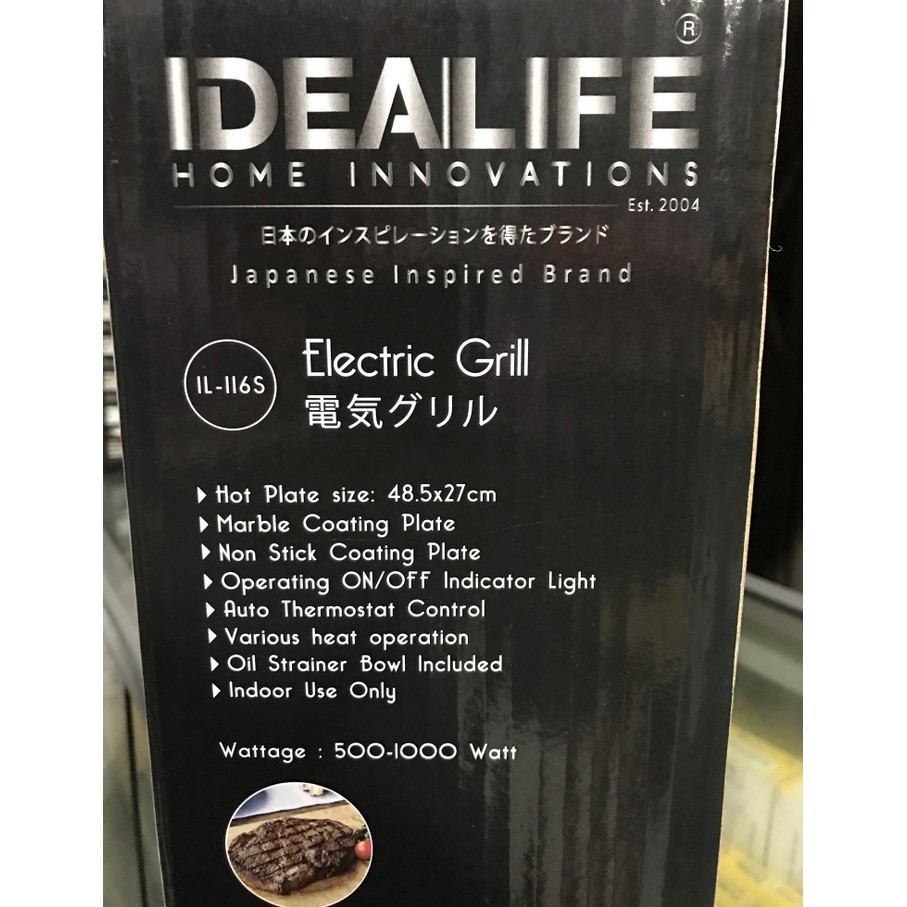 ®
IDEALIFE
HOME INNOVATIONS
Est. 2004
日本のインスピレーションを得たブランド
Japanese Inspired Brand
IL-116S
Electric Grill
電気グリル
Hot Plate size: 48.5x27cm
Marble Coating Plate
Non Stick Coating Plate
Operating ON/OFF Indicator Light
Auto Thermostat Control
Various heat operation
Oil Strainer Bowl Included
Indoor Use Only
Wattage : 500-1000 Watt